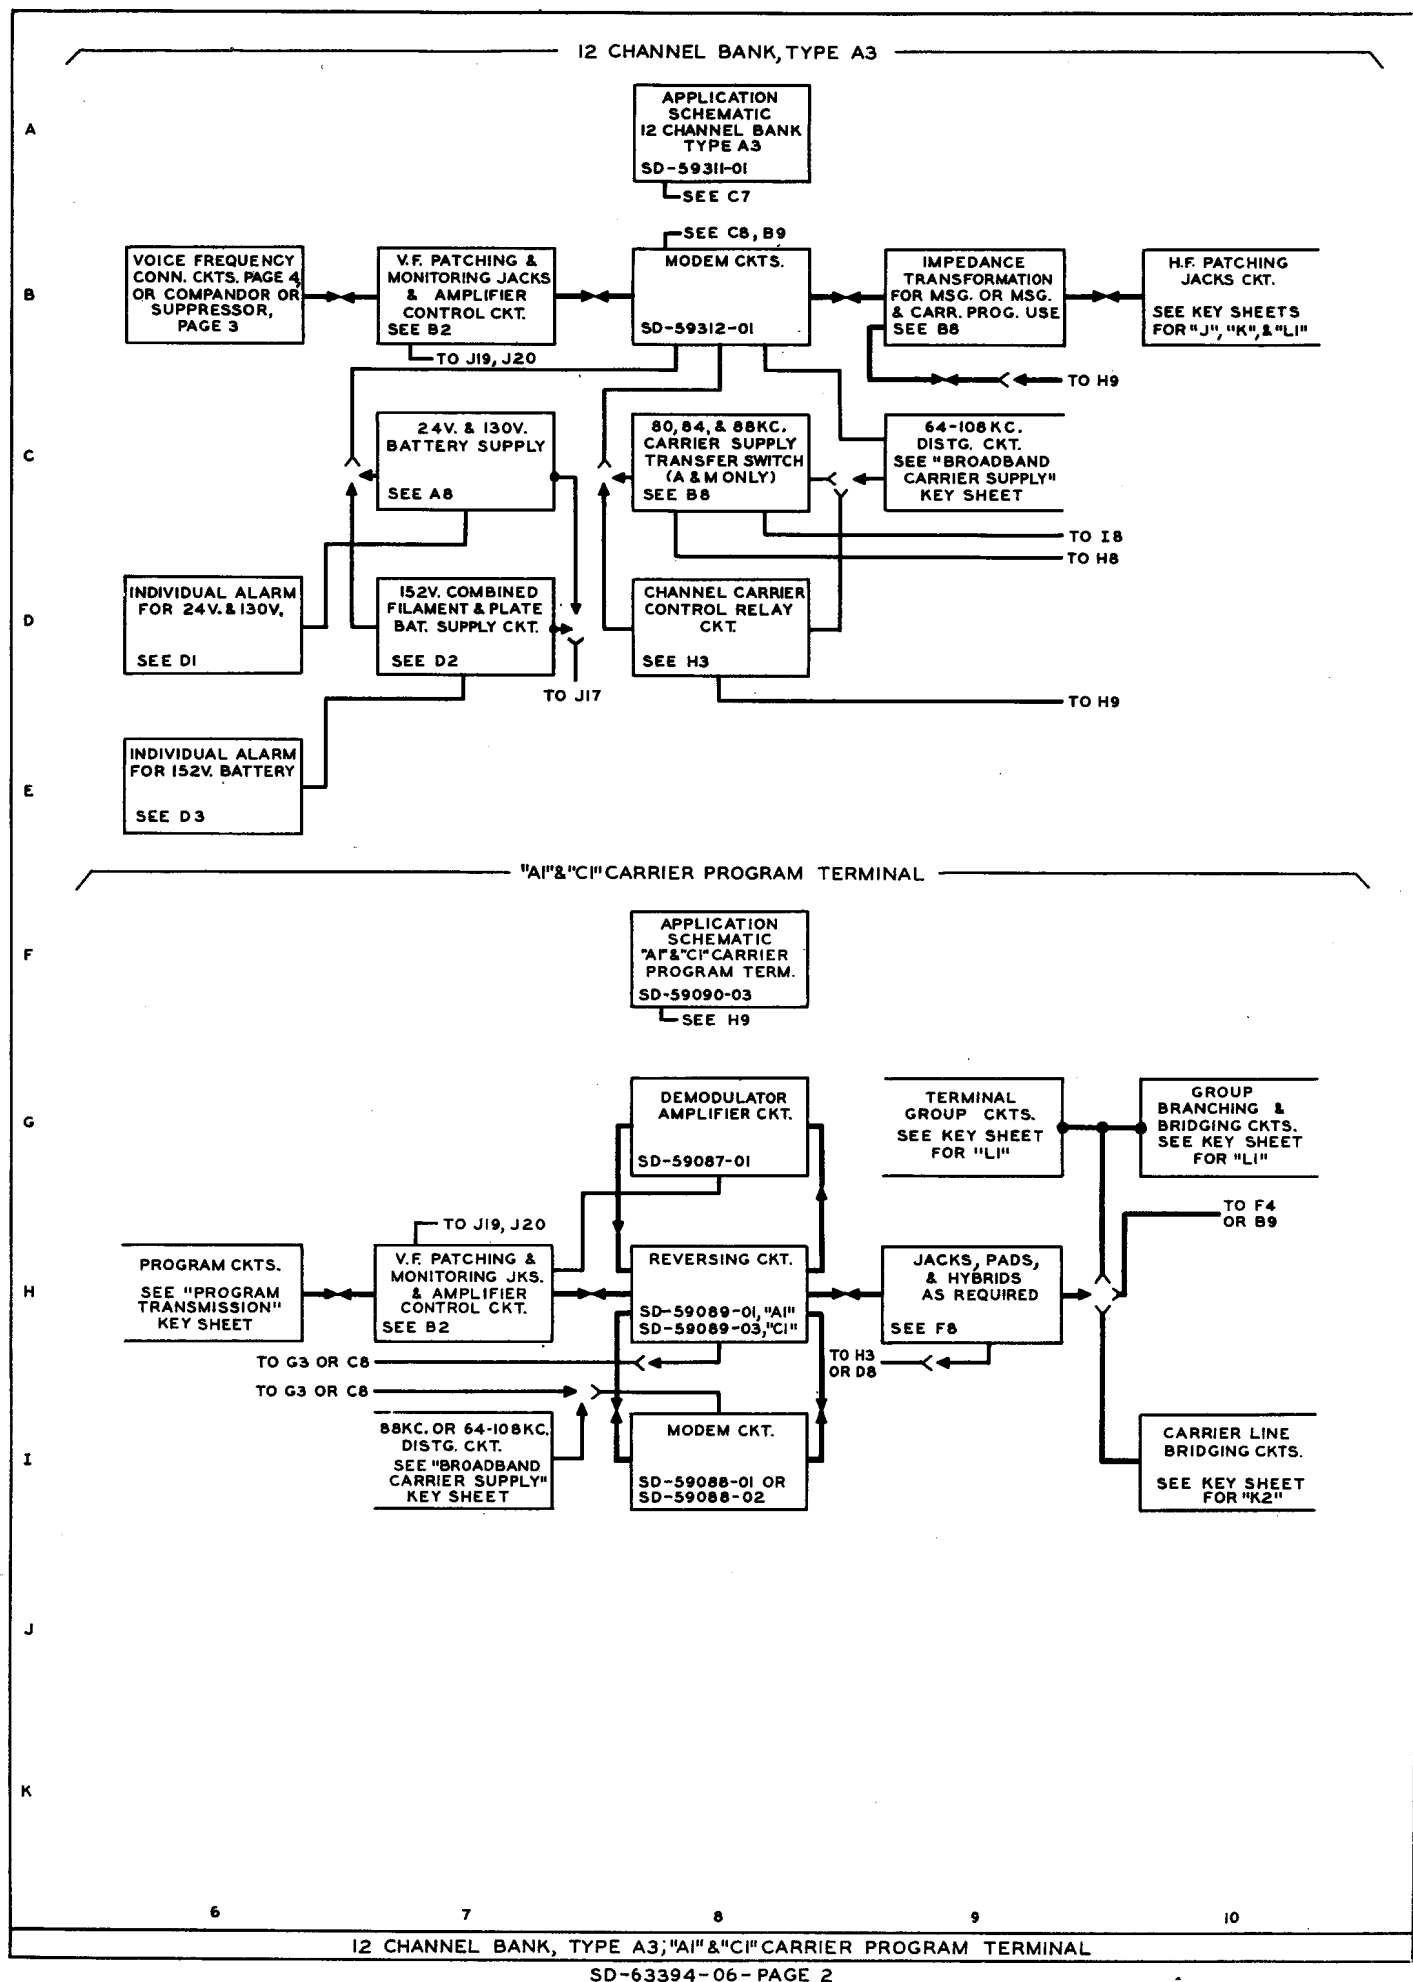 12 CHANNEL BANK, TYPE A3
A
APPLICATION
SCHEMATIC
12 CHANNEL BANK
TYPE A3
SD-59311-01
SEE C7
SEE C8, B9
B
VOICE FREQUENCY
CONN. CKTS. PAGE 4,
OR COMPANDOR OR
SUPPRESSOR,
PAGE 3
V.F. PATCHING &
MONITORING JACKS
& AMPLIFIER
CONTROL CKT.
SEE B2
TO J19, J20
MODEM CKTS.
SD-59312-01
IMPEDANCE
TRANSFORMATION
FOR MSG. OR MSG.
& CARR. PROG. USE
SEE B8
H.F. PATCHING
JACKS CKT.
SEE KEY SHEETS
FOR "J", "K", & "L1"
TO H9
C
24V. & 130V.
BATTERY SUPPLY
SEE A8
80, 84, & 88KC.
CARRIER SUPPLY
TRANSFER SWITCH
(A & M ONLY)
SEE B8
64-108KC.
DISTG. CKT.
SEE "BROADBAND
CARRIER SUPPLY"
KEY SHEET
TO I8
TO H8
D
INDIVIDUAL ALARM
FOR 24V. & 130V.
SEE D1
152V. COMBINED
FILAMENT & PLATE
BAT. SUPPLY CKT.
SEE D2
TO J17
CHANNEL CARRIER
CONTROL RELAY
CKT.
SEE H3
TO H9
E
INDIVIDUAL ALARM
FOR 152V. BATTERY
SEE D3
"A1" & "C1" CARRIER PROGRAM TERMINAL
F
APPLICATION
SCHEMATIC
"A1" & "C1" CARRIER
PROGRAM TERM.
SD-59090-03
SEE H9
G
DEMODULATOR
AMPLIFIER CKT.
SD-59087-01
TERMINAL
GROUP CKTS.
SEE KEY SHEET
FOR "L1"
GROUP
BRANCHING &
BRIDGING CKTS.
SEE KEY SHEET
FOR "L1"
TO F4
OR B9
TO J19, J20
H
PROGRAM CKTS.
SEE "PROGRAM
TRANSMISSION"
KEY SHEET
V.F. PATCHING &
MONITORING JKS.
& AMPLIFIER
CONTROL CKT.
SEE B2
REVERSING CKT.
SD-59089-01, "A1"
SD-59089-03, "C1"
JACKS, PADS,
& HYBRIDS
AS REQUIRED
SEE F8
TO G3 OR C8
TO H3
OR D8
TO G3 OR C8
I
88KC. OR 64-108KC.
DISTG. CKT.
SEE "BROADBAND
CARRIER SUPPLY"
KEY SHEET
MODEM CKT.
SD-59088-01 OR
SD-59088-02
CARRIER LINE
BRIDGING CKTS.
SEE KEY SHEET
FOR "K2"
J
K
6 7 8 9 10
12 CHANNEL BANK, TYPE A3; "A1" & "C1" CARRIER PROGRAM TERMINAL
SD-63394-06-PAGE 2